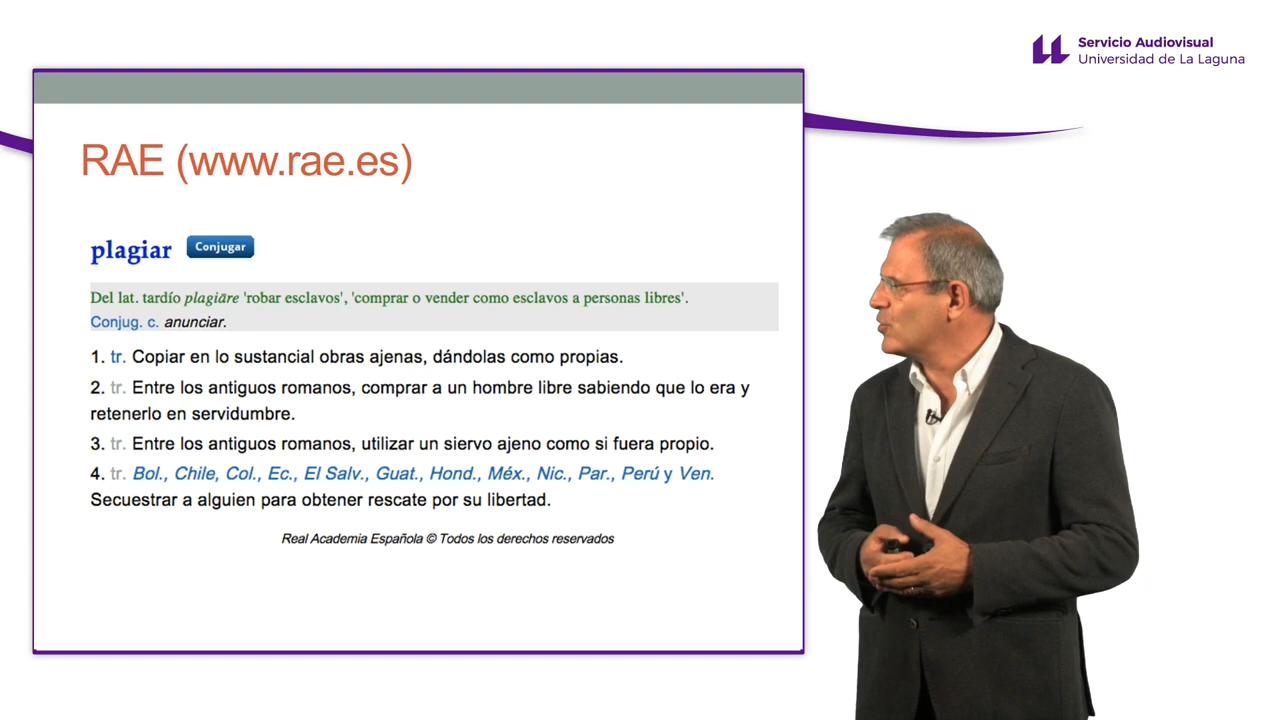 Servicio Audiovisual
Universidad de La Laguna
RAE (www.rae.es)
plagiar Conjugar
Del lat. tardío plagiāre 'robar esclavos', 'comprar o vender como esclavos a personas libres'.
Conjug. c. anunciar.
1. tr. Copiar en lo sustancial obras ajenas, dándolas como propias.
2. tr. Entre los antiguos romanos, comprar a un hombre libre sabiendo que lo era y
retenerlo en servidumbre.
3. tr. Entre los antiguos romanos, utilizar un siervo ajeno como si fuera propio.
4. tr. Bol., Chile, Col., Ec., El Salv., Guat., Hond., Méx., Nic., Par., Perú y Ven.
Secuestrar a alguien para obtener rescate por su libertad.
Real Academia Española © Todos los derechos reservados